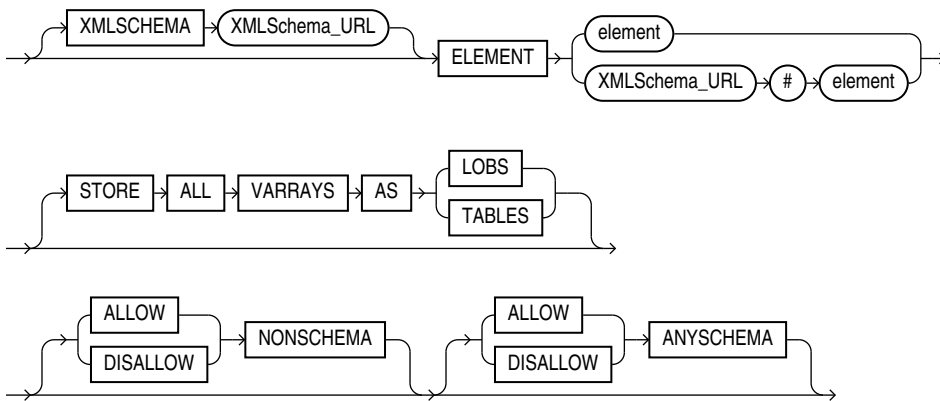 XMLSCHEMA XMLSchema_URL ELEMENT element
XMLSchema_URL # element
STORE ALL VARRAYS AS LOBS
TABLES
ALLOW NONSCHEMA ALLOW ANYSCHEMA
DISALLOW DISALLOW